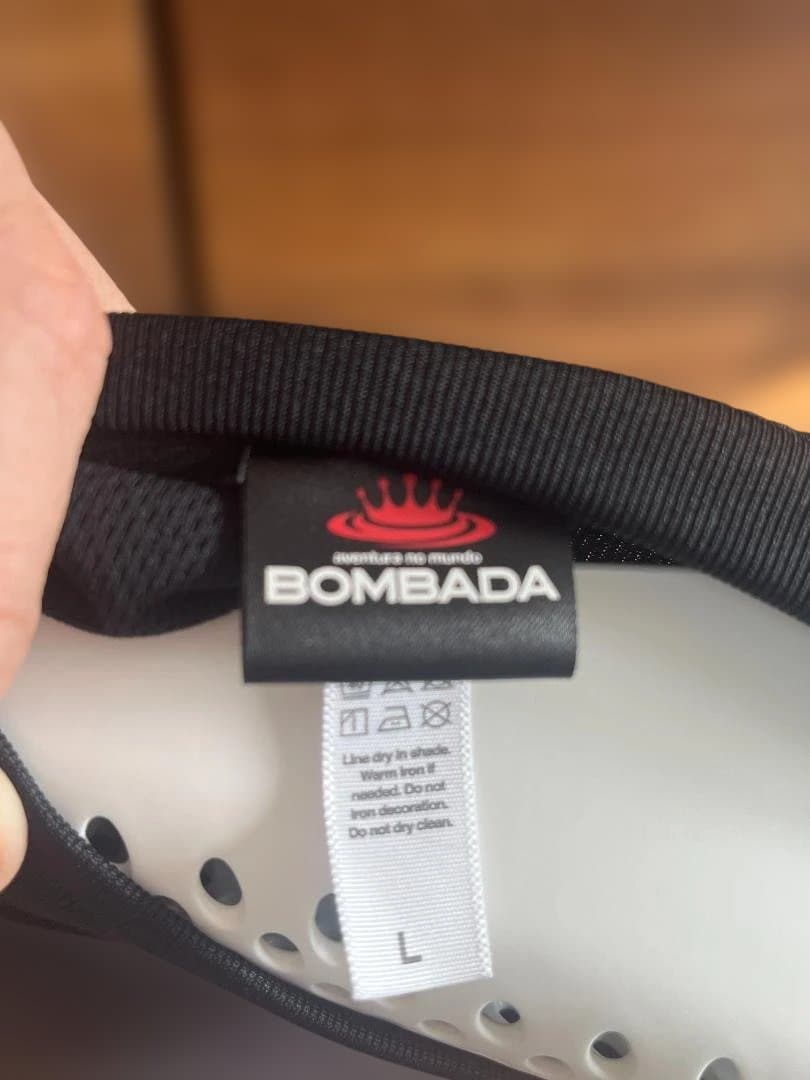 aventura no mundo
BOMBADA
Line dry in shade.
Warm iron if
needed. Do not
iron decoration.
Do not dry clean.
L